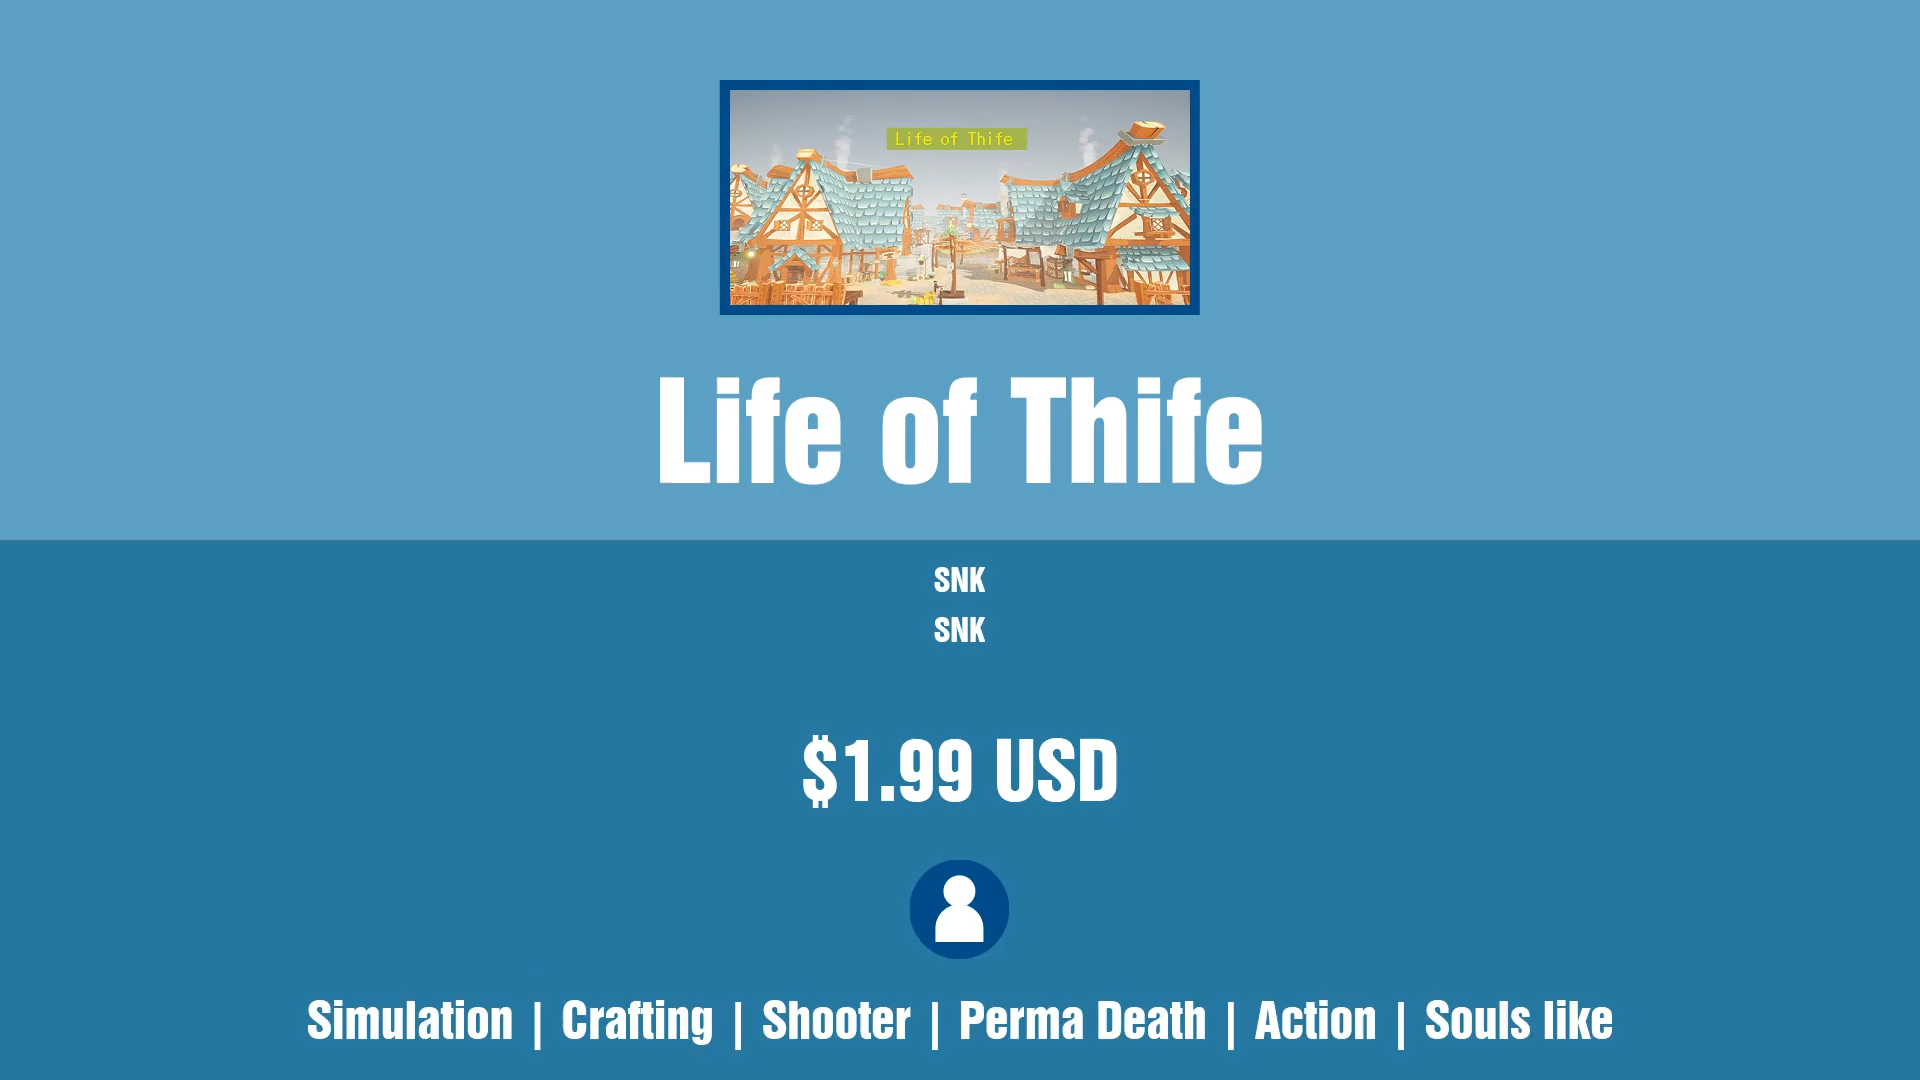 Life of Thife
Life of Thife
SNK
SNK
$1.99 USD
Simulation | Crafting | Shooter | Perma Death | Action | Souls like